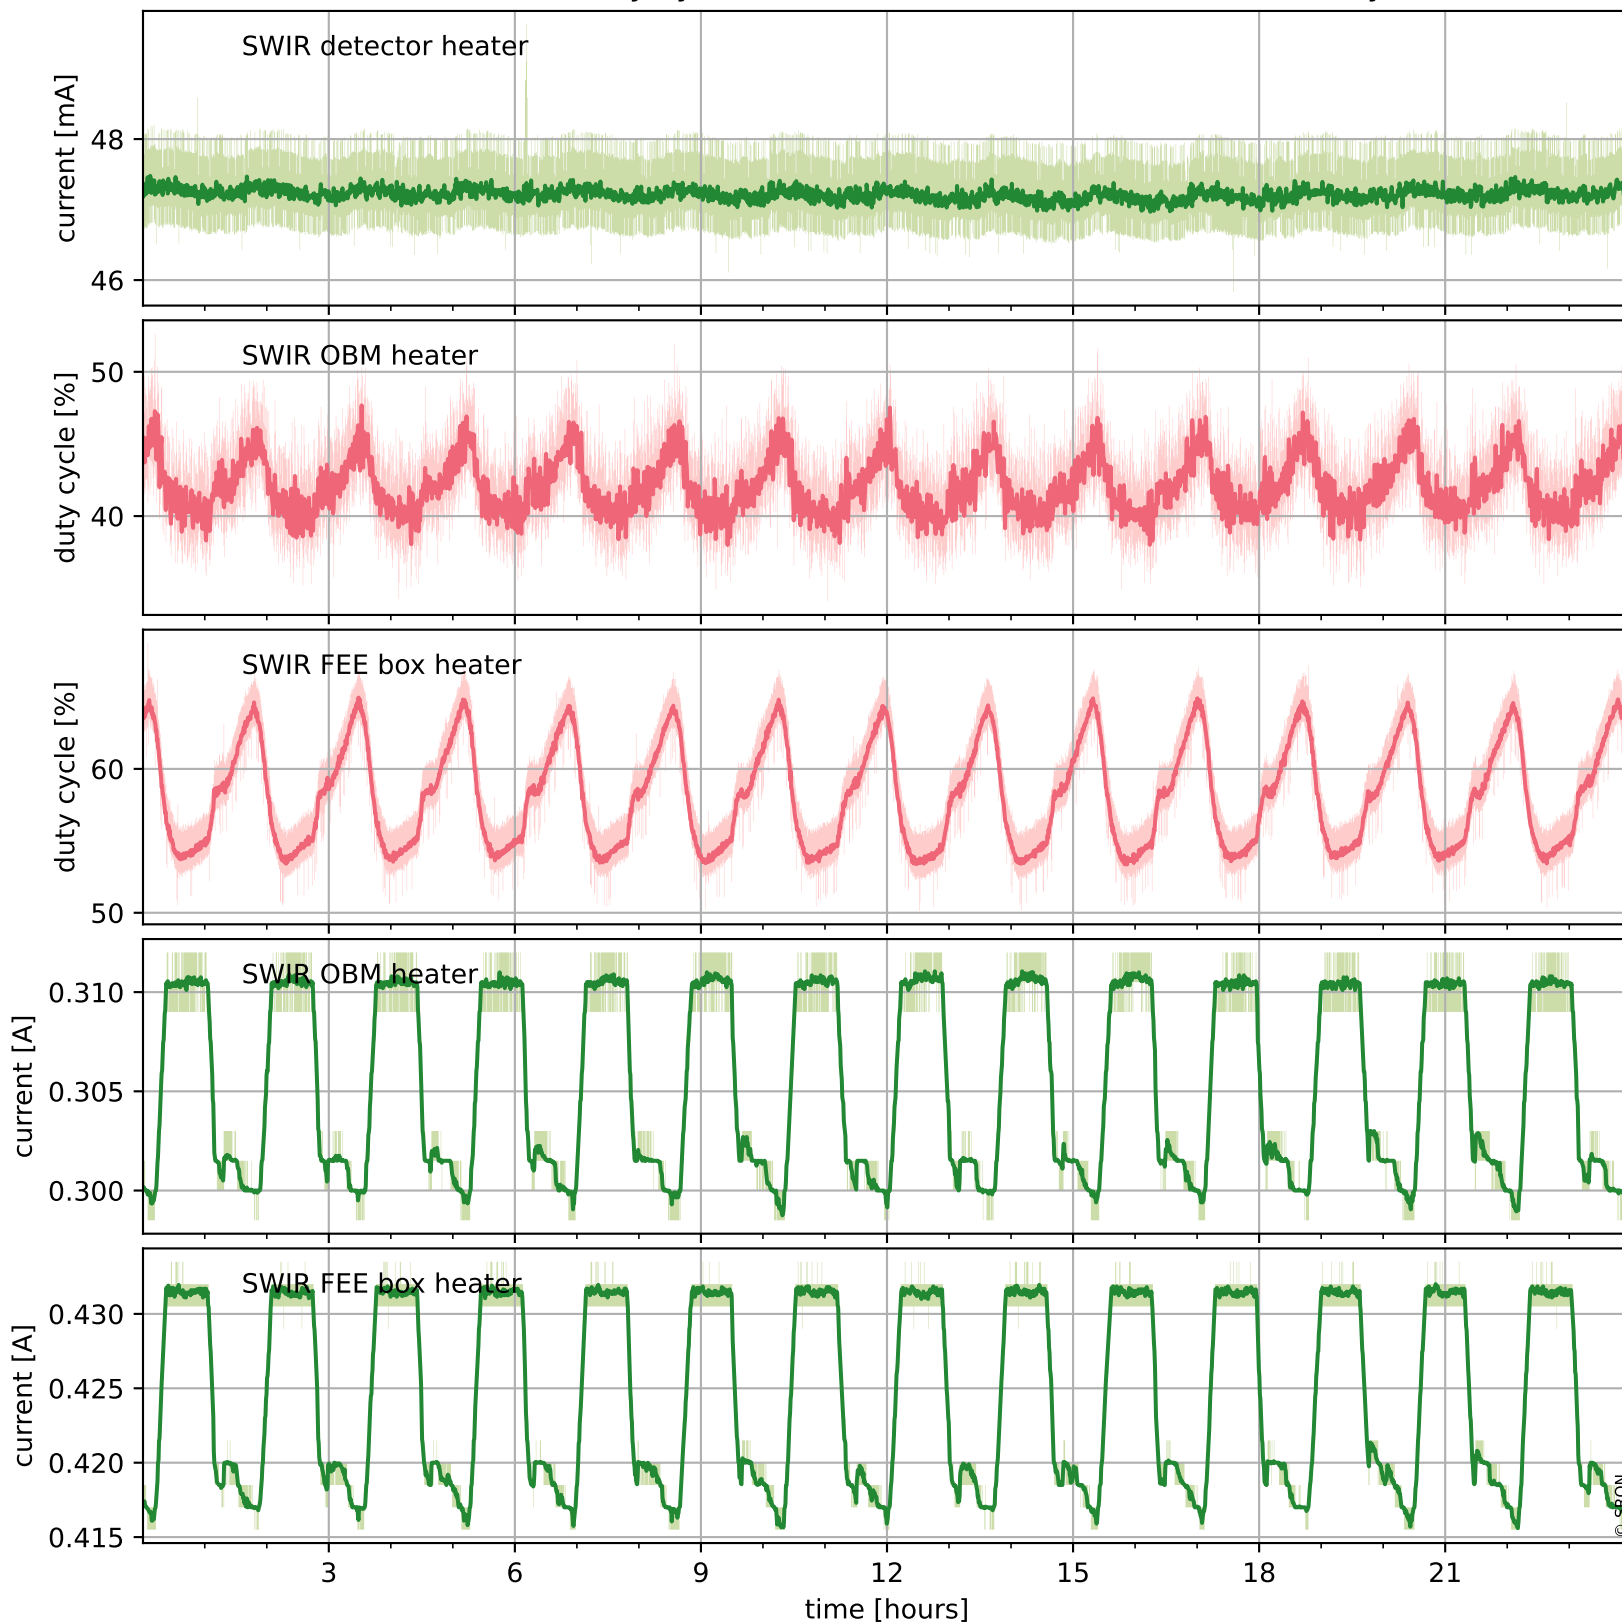 SWIR detector heater
current [mA]
48
46
SWIR OBM heater
duty cycle [%]
50
40
SWIR FEE box heater
duty cycle [%]
60
50
SWIR OBM heater
current [A]
0.310
0.305
0.300
SWIR FEE box heater
current [A]
0.430
0.425
0.420
0.415
© SRON
3 6 9 12 15 18 21
time [hours]